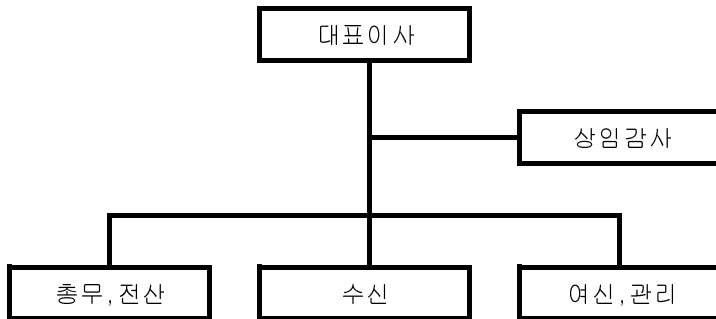 대표이사
상임감사
총무,전산
수신
여신,관리